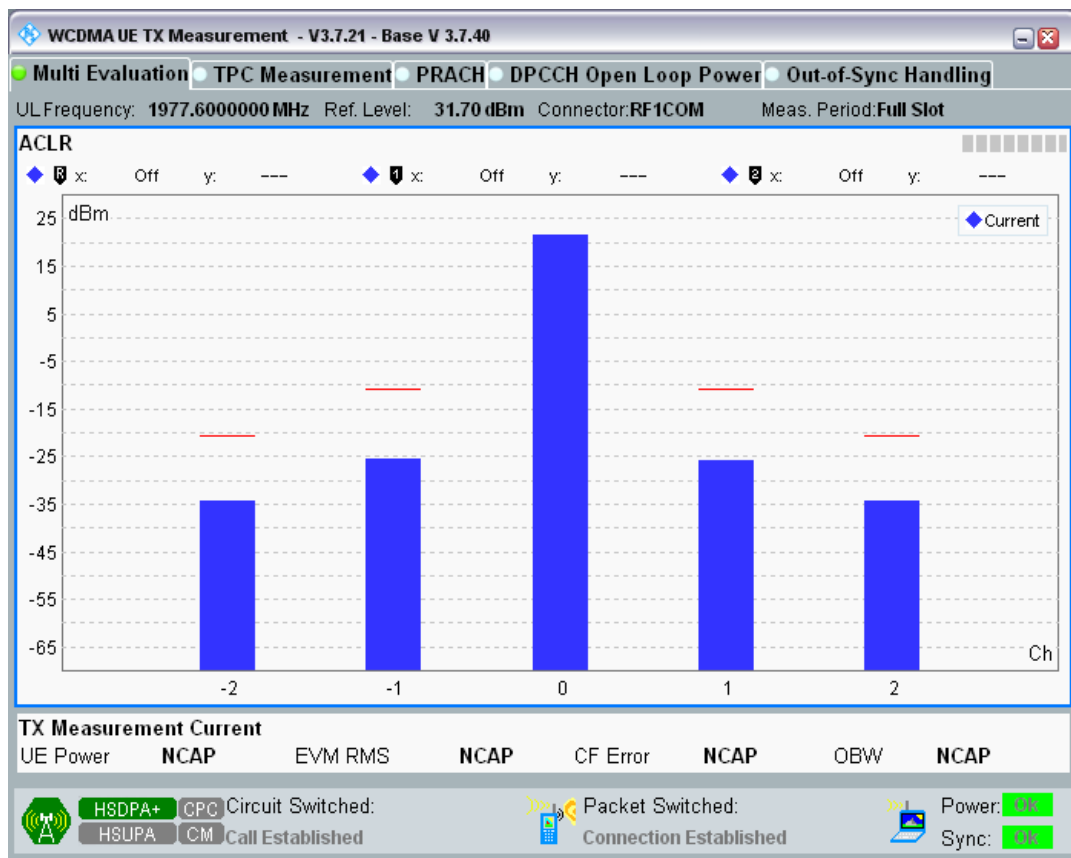 WCDMA UE TX Measurement - V3.7.21 - Base V 3.7.40
Multi Evaluation TPC Measurement PRACH DPCCH Open Loop Power Out-of-Sync Handling
UL Frequency: 1977.6000000 MHz Ref. Level: 31.70 dBm Connector:RF1COM Meas. Period:Full Slot
ACLR
R x: Off y: --- 1 x: Off y: --- 2 x: Off y: ---
dBm
Current
25
15
5
-5
-15
-25
-35
-45
-55
-65
Ch
-2 -1 0 1 2
TX Measurement Current
UE Power NCAP EVM RMS NCAP CF Error NCAP OBW NCAP
HSDPA+ CPC Circuit Switched: Packet Switched: Power: Ok
HSUPA CM Call Established Connection Established Sync: Ok